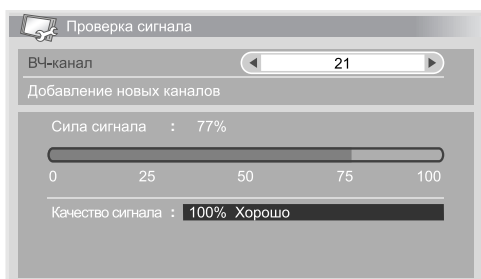 Проверка сигнала
ВЧ-канал 21
Добавление новых каналов
Сила сигнала : 77%
0 25 50 75 100
Качество сигнала : 100% Хорошо